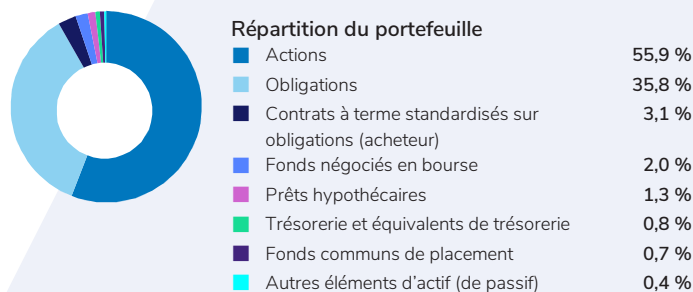 Répartition du portefeuille
Actions 55,9 %
Obligations 35,8 %
Contrats à terme standardisés sur 3,1 %
obligations (acheteur)
Fonds négociés en bourse 2,0 %
Prêts hypothécaires 1,3 %
Trésorerie et équivalents de trésorerie 0,8 %
Fonds communs de placement 0,7 %
Autres éléments d'actif (de passif) 0,4 %